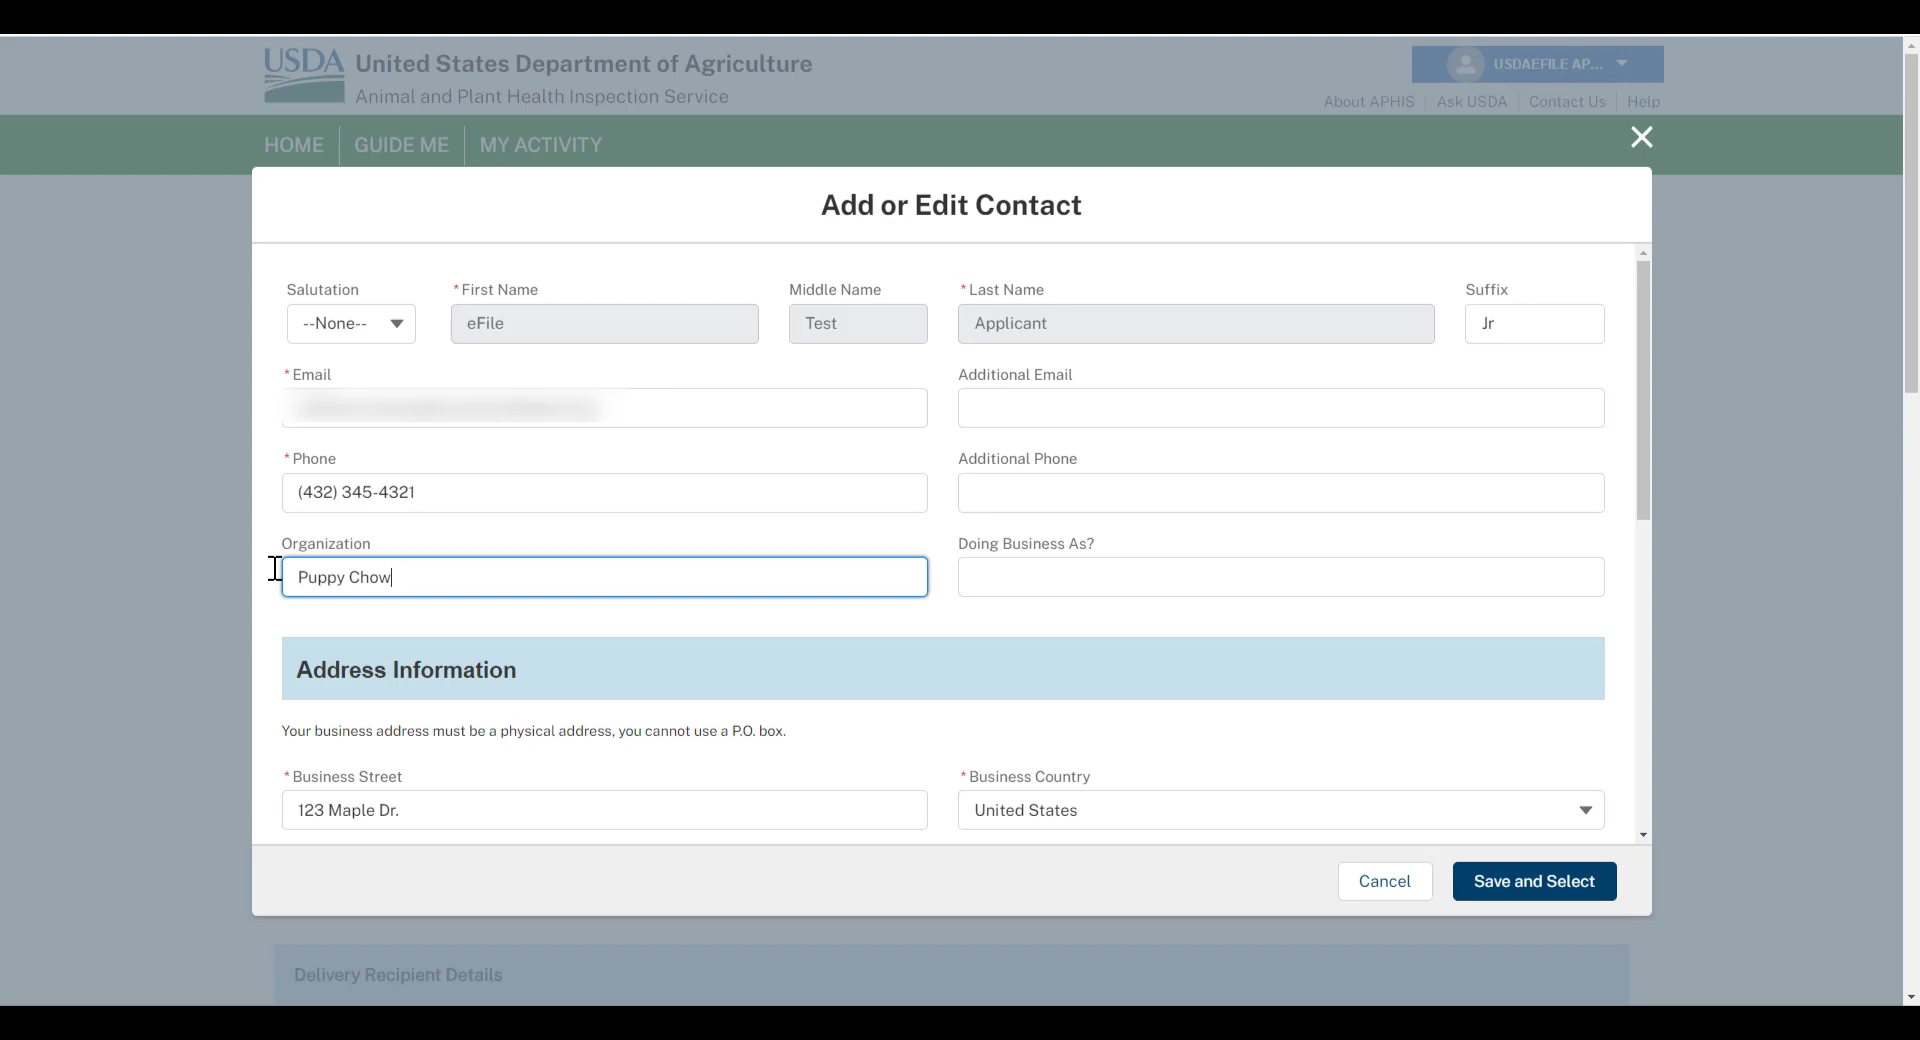 USDA United States Department of Agriculture
Animal and Plant Health Inspection Service
USDAEFILE AP...
About APHIS Ask USDA Contact Us Help
HOME GUIDE ME MY ACTIVITY
Add or Edit Contact
Salutation *First Name Middle Name *Last Name Suffix
--None-- eFile Test Applicant Jr
*Email Additional Email
*Phone Additional Phone
(432) 345-4321
Organization Doing Business As?
Puppy Chow
Address Information
Your business address must be a physical address, you cannot use a P.O. box.
*Business Street *Business Country
123 Maple Dr. United States
Cancel Save and Select
Delivery Recipient Details